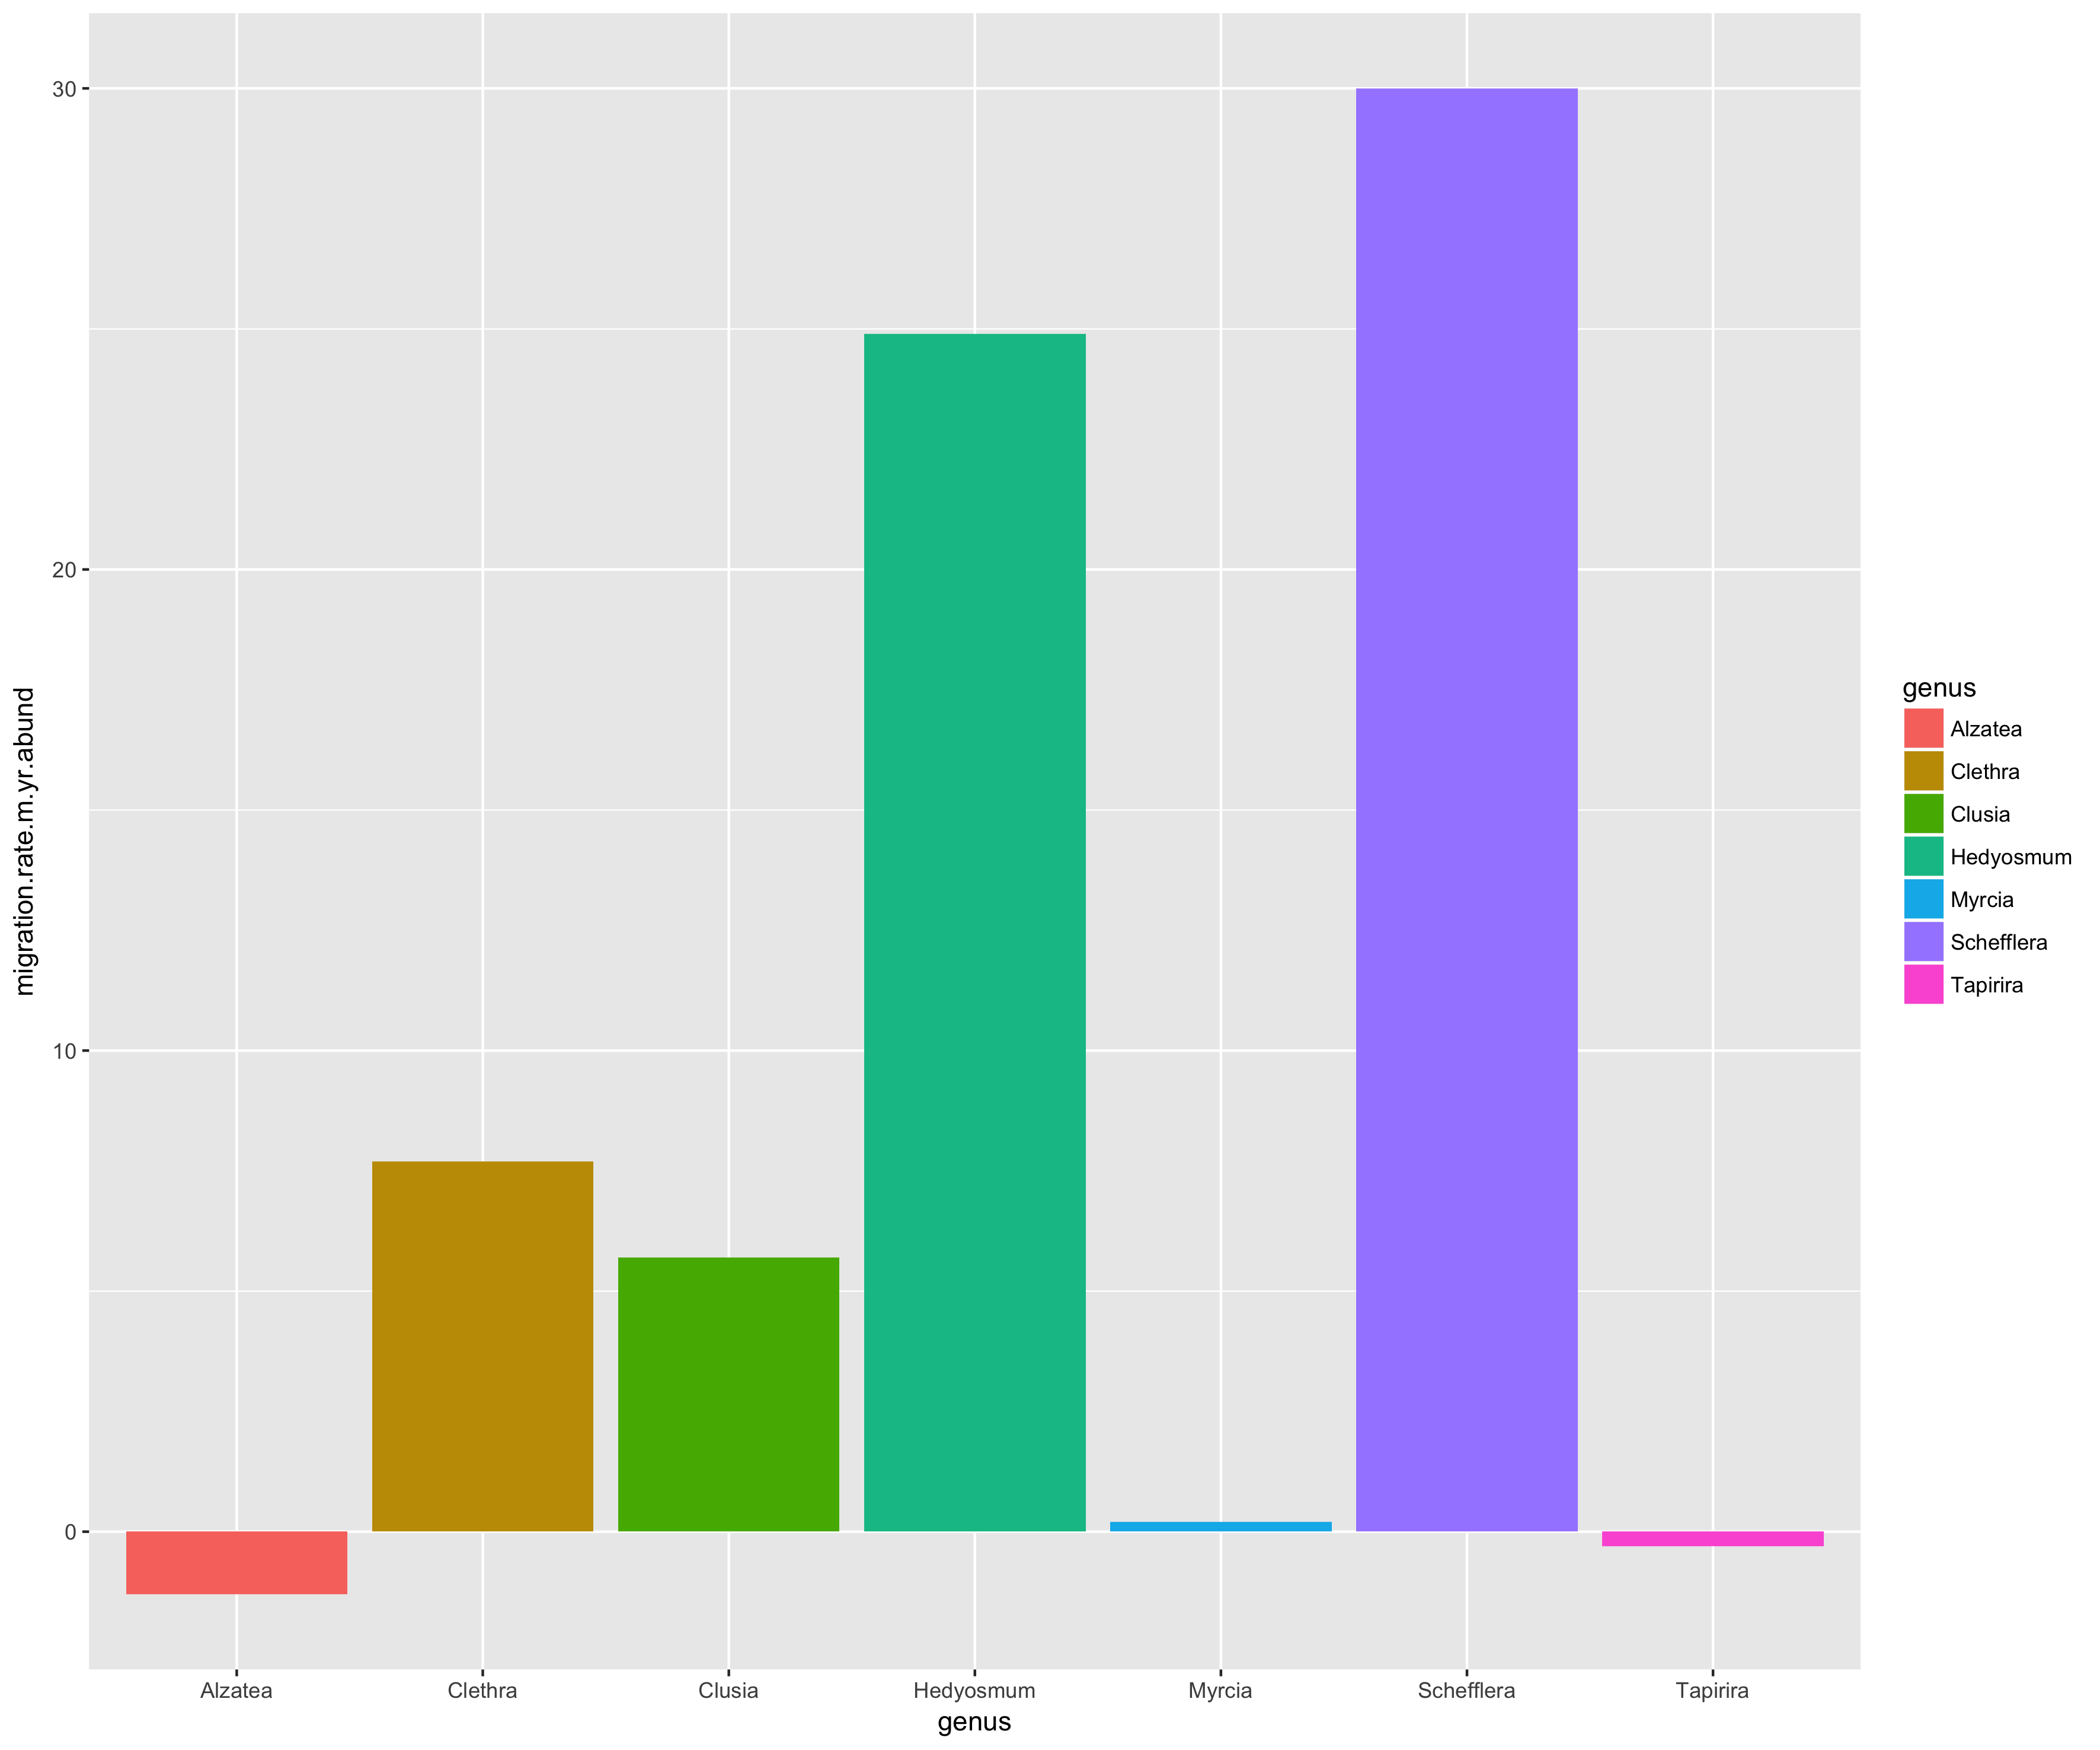 migration.rate.m.yr.abund
30
20
10
0
Alzatea
Clethra
Clusia
Hedyosmum
Myrcia
Schefflera
Tapirira
genus
genus
Alzatea
Clethra
Clusia
Hedyosmum
Myrcia
Schefflera
Tapirira